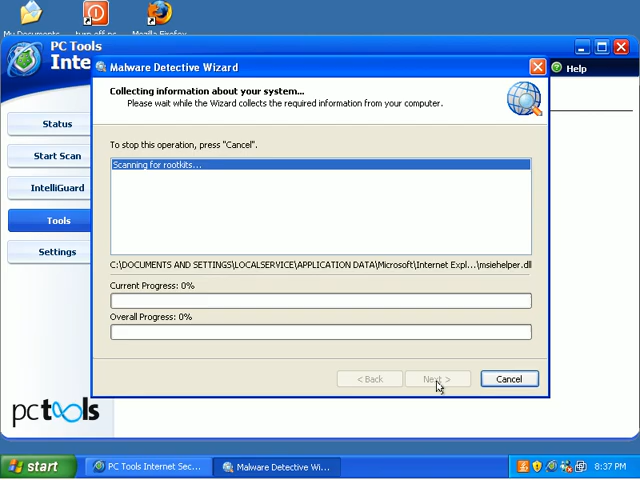 My Documents
turn off pc
Mozilla Firefox
PC Tools
Inte
Help
Malware Detective Wizard
Collecting information about your system...
Please wait while the Wizard collects the required information from your computer.
Status
Start Scan
IntelliGuard
Tools
Settings
To stop this operation, press "Cancel".
Scanning for rootkits...
C:\DOCUMENTS AND SETTINGS\LOCALSERVICE\APPLICATION DATA\Microsoft\Internet Expl...\msiehelper.dll
Current Progress: 0%
Overall Progress: 0%
< Back
Next >
Cancel
pctools
start
PC Tools Internet Sec...
Malware Detective Wi...
8:37 PM